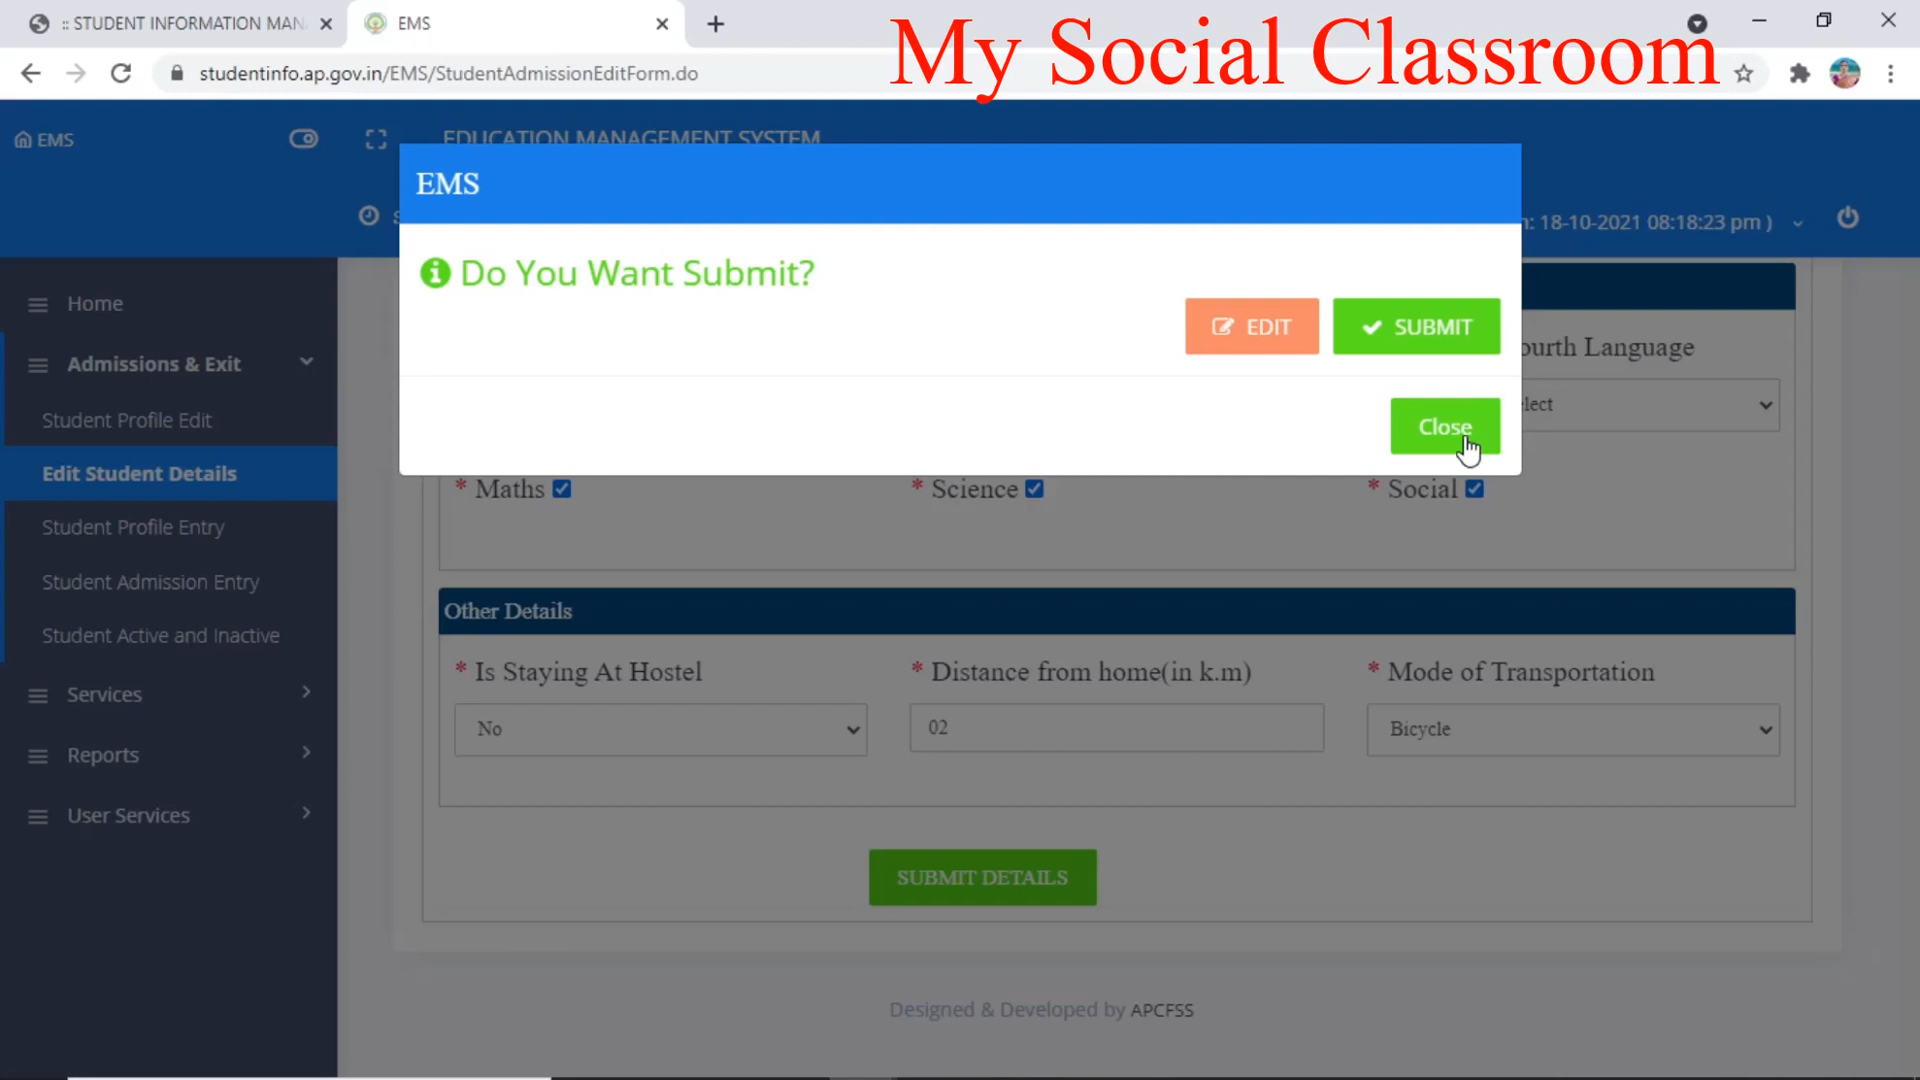 :: STUDENT INFORMATION MAN
EMS
My Social Classroom
studentinfo.ap.gov.in/EMS/StudentAdmissionEditForm.do
EMS
EDUCATION MANAGEMENT SYSTEM
EMS
18-10-2021 08:18:23 pm )
Do You Want Submit?
EDIT
SUBMIT
Close
Home
Admissions & Exit
Student Profile Edit
Edit Student Details
Student Profile Entry
Student Admission Entry
Student Active and Inactive
Services
Reports
User Services
ourth Language
lect
* Maths
* Science
* Social
Other Details
* Is Staying At Hostel
* Distance from home(in k.m)
* Mode of Transportation
No
02
Bicycle
SUBMIT DETAILS
Designed & Developed by APCFSS